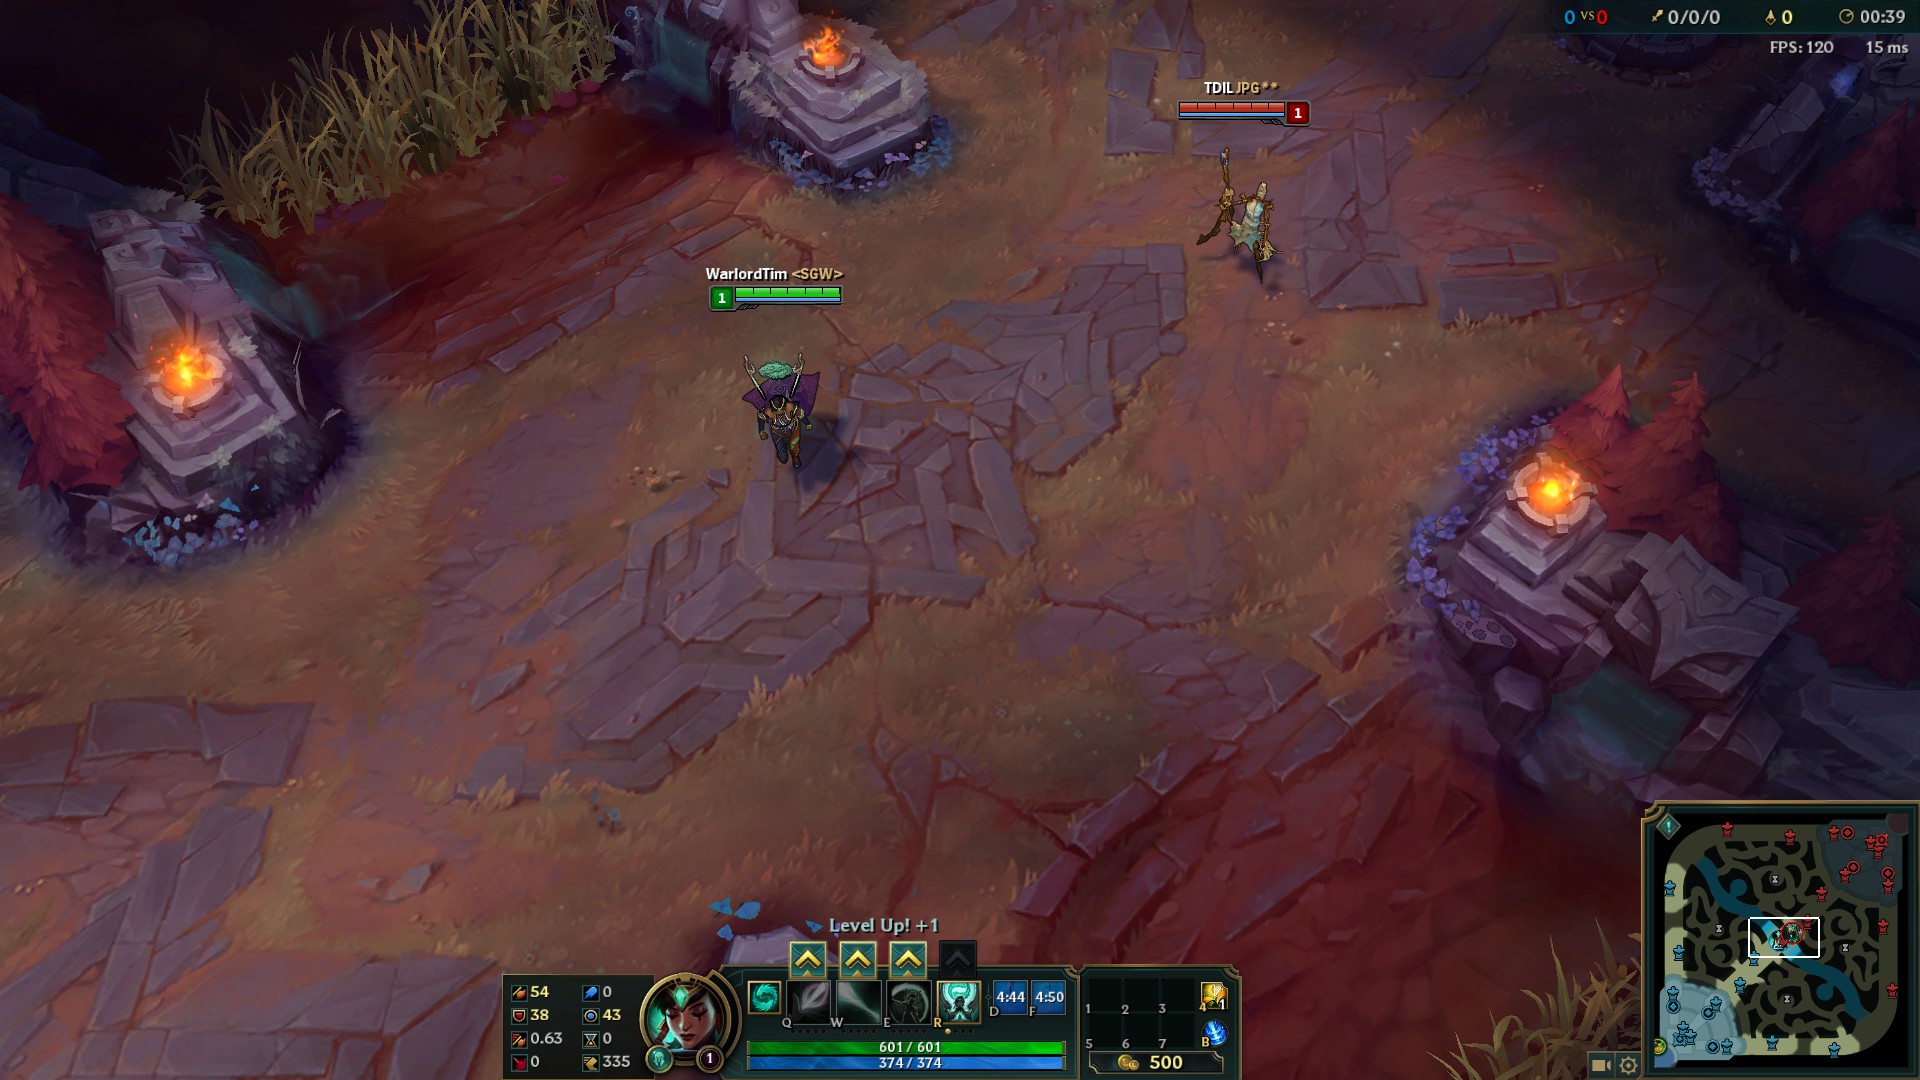 0 VS 0 0/0/0 0 00:39
FPS: 120 15 ms
TDIL JPG**
1
WarlordTim <SGW>
1
Level Up! +1
54 0
38 43
0.63 0
0 335
1
Q W E R
4:44 4:50
D F
601 / 601
374 / 374
1 2 3 4 1
5 6 7 B
500